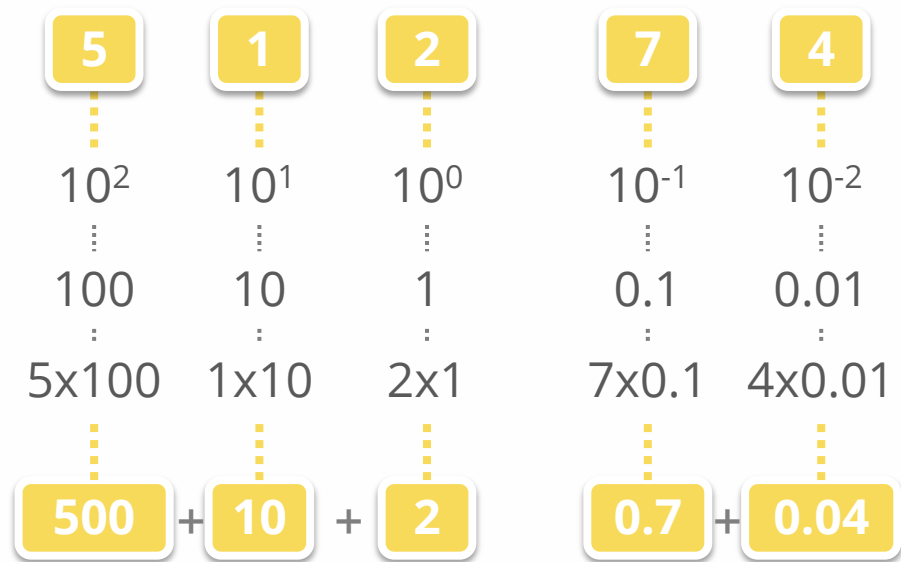 5 1 2 7 4
10² 10¹ 10⁰ 10⁻¹ 10⁻²
100 10 1 0.1 0.01
5x100 1x10 2x1 7x0.1 4x0.01
500 + 10 + 2 0.7 + 0.04